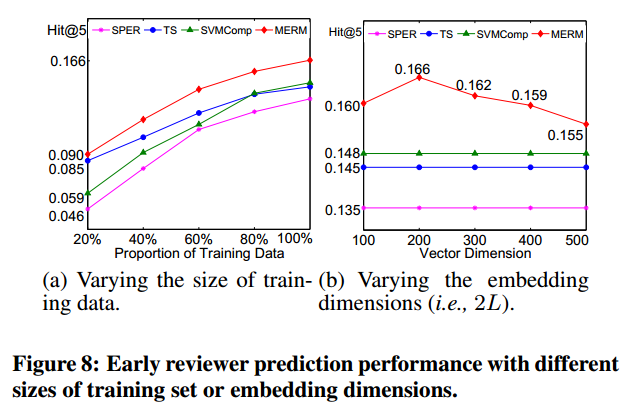 Hit@5 SPER TS SVMComp MERM
0.166
0.090
0.085
0.059
0.046
20% 40% 60% 80% 100%
Proportion of Training Data
(a) Varying the size of train-
ing data.
Hit@5 SPER TS SVMComp MERM
0.166
0.162
0.160
0.159
0.155
0.148
0.145
0.135
100 200 300 400 500
Vector Dimension
(b) Varying the embedding
dimensions (i.e., 2L).
Figure 8: Early reviewer prediction performance with different
sizes of training set or embedding dimensions.